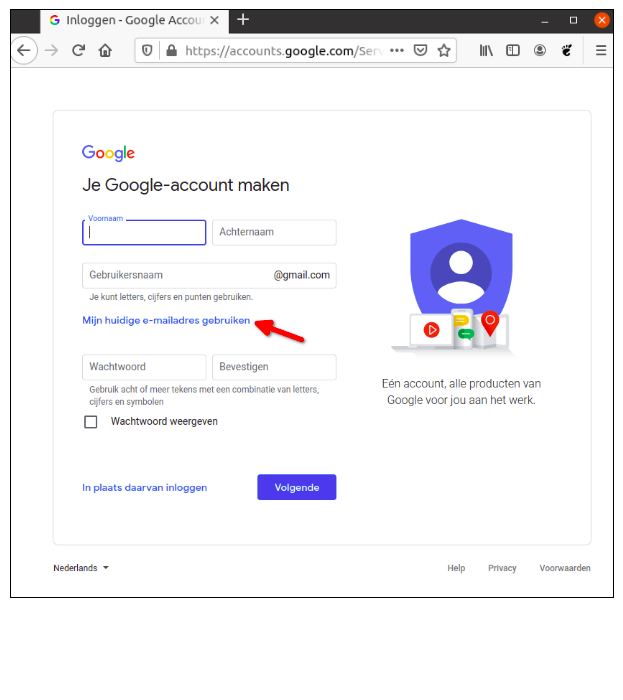 Inloggen - Google Accou
https://accounts.google.com/Serv
Google
Je Google-account maken
Voornaam
Achternaam
Gebruikersnaam @gmail.com
Je kunt letters, cijfers en punten gebruiken.
Mijn huidige e-mailadres gebruiken
Wachtwoord
Bevestigen
Gebruik acht of meer tekens met een combinatie van letters,
cijfers en symbolen
Wachtwoord weergeven
Eén account, alle producten van
Google voor jou aan het werk.
In plaats daarvan inloggen
Volgende
Nederlands
Help Privacy Voorwaarden